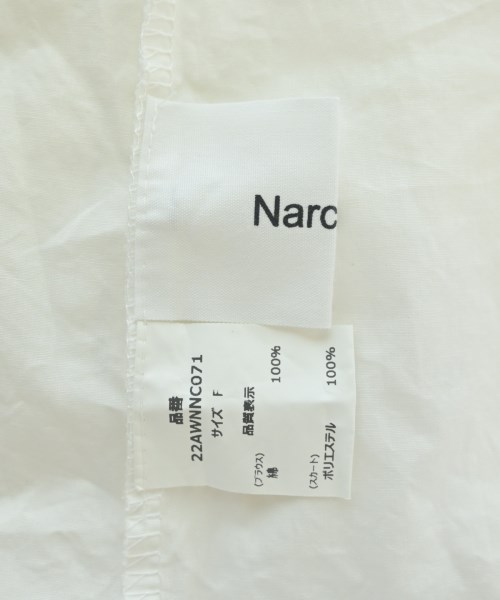 Narc
品番
22AWNNC071
サイズ F
品質表示
(ブラウス)
綿 100%
(スカート)
ポリエステル 100%